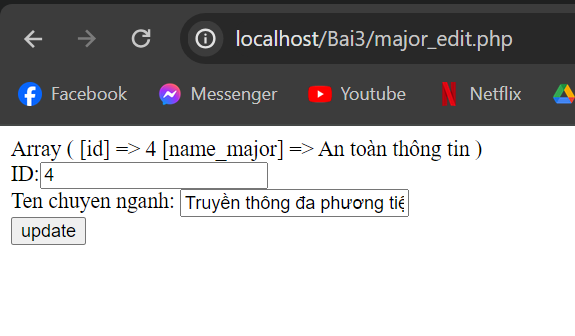 localhost/Bai3/major_edit.php
Facebook Messenger Youtube Netflix
Array ( [id] => 4 [name_major] => An toàn thông tin )
ID: 4
Ten chuyen nganh: Truyền thông đa phương tiệ
update